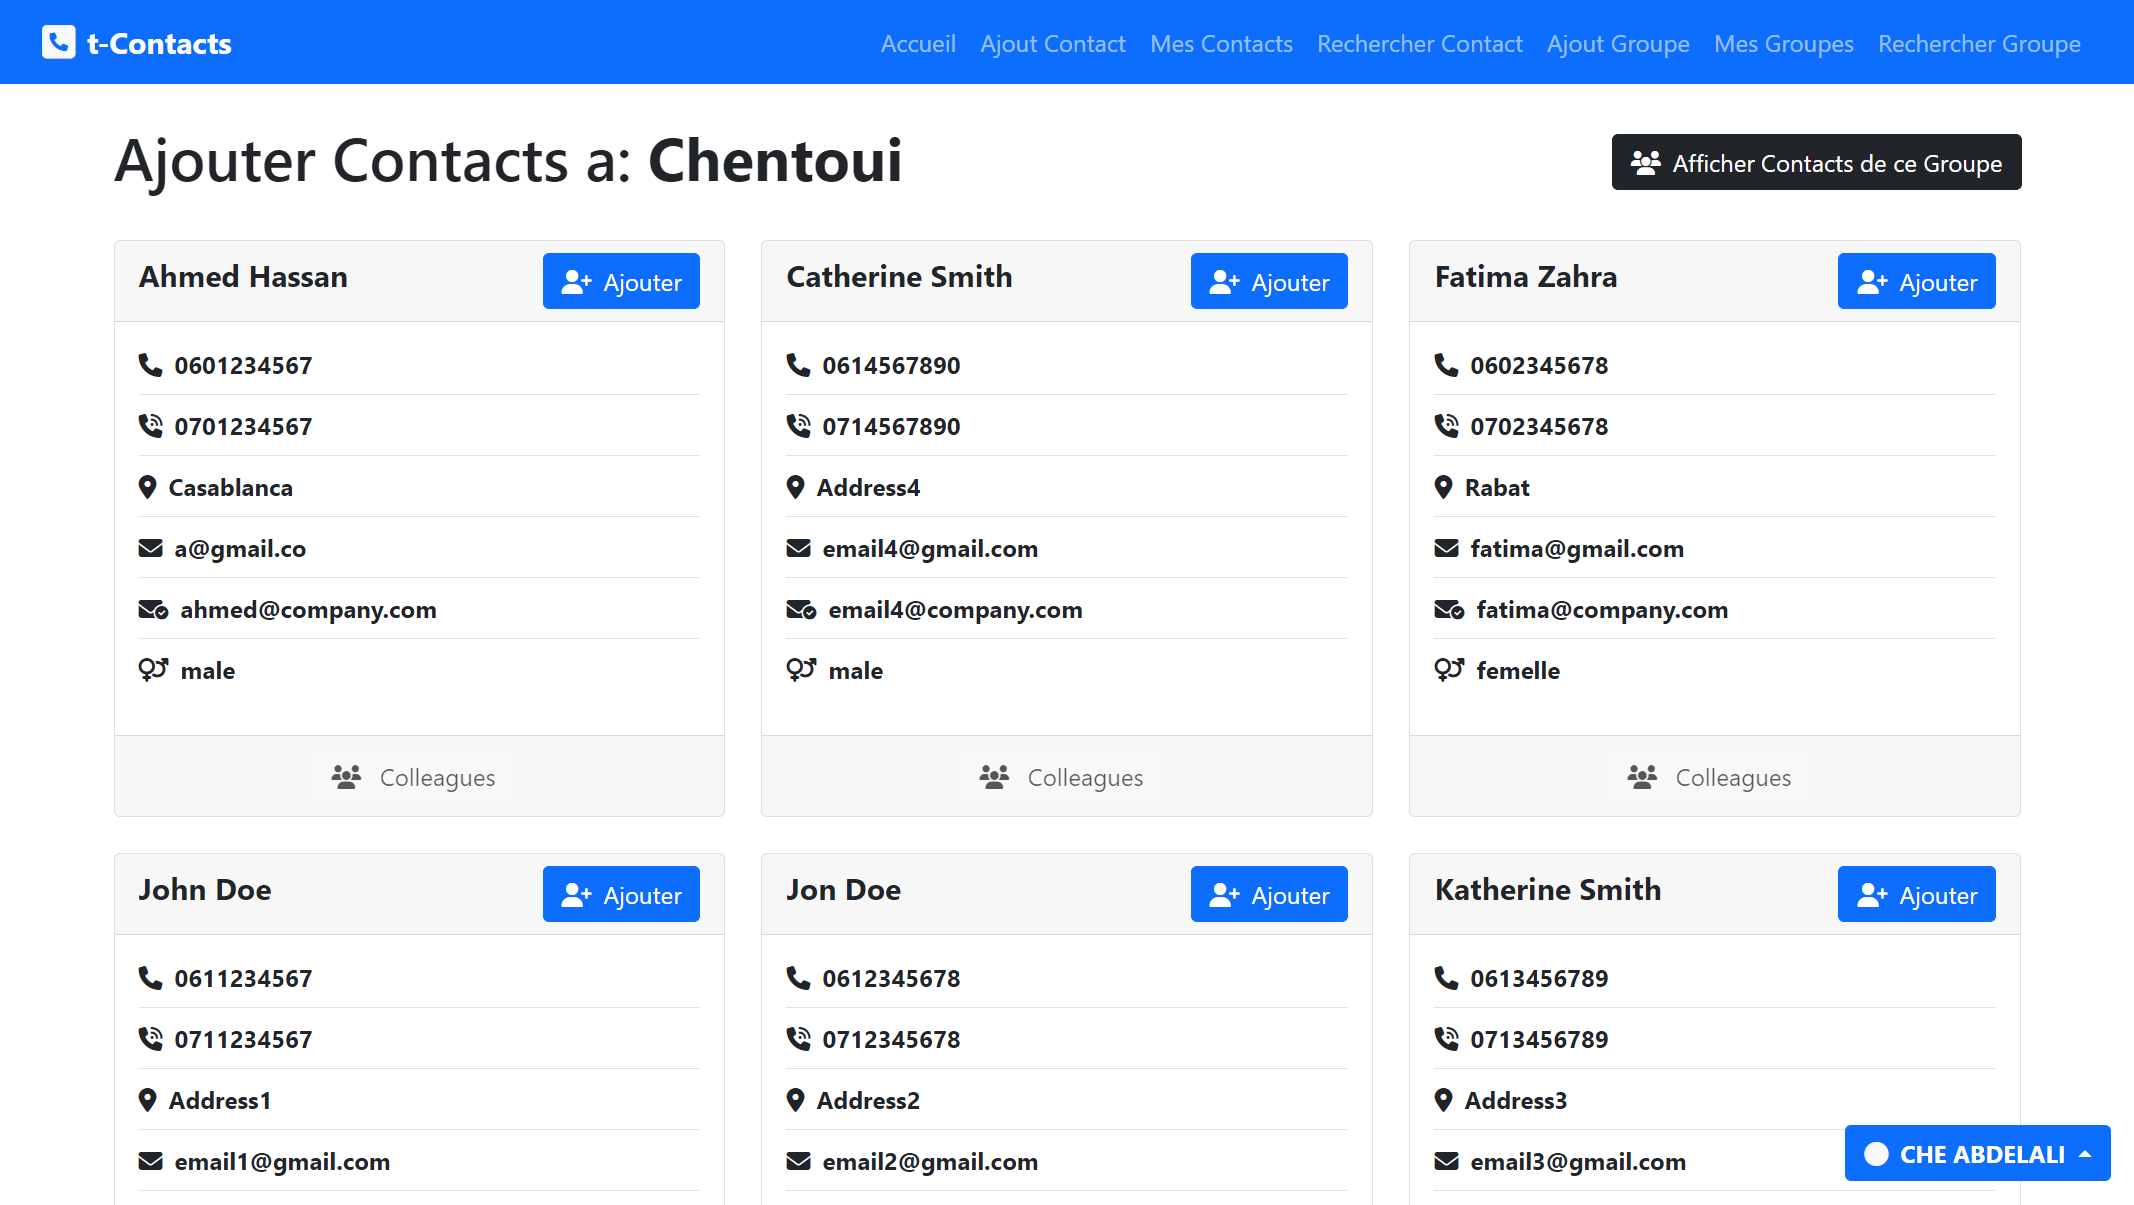 t-Contacts
Accueil Ajout Contact Mes Contacts Rechercher Contact Ajout Groupe Mes Groupes Rechercher Groupe
Ajouter Contacts a: Chentoui
Afficher Contacts de ce Groupe
Ahmed Hassan
Ajouter
0601234567
0701234567
Casablanca
a@gmail.co
ahmed@company.com
male
Colleagues
Catherine Smith
Ajouter
0614567890
0714567890
Address4
email4@gmail.com
email4@company.com
male
Colleagues
Fatima Zahra
Ajouter
0602345678
0702345678
Rabat
fatima@gmail.com
fatima@company.com
femelle
Colleagues
John Doe
Ajouter
0611234567
0711234567
Address1
email1@gmail.com
Jon Doe
Ajouter
0612345678
0712345678
Address2
email2@gmail.com
Katherine Smith
Ajouter
0613456789
0713456789
Address3
email3@gmail.com
CHE ABDELALI